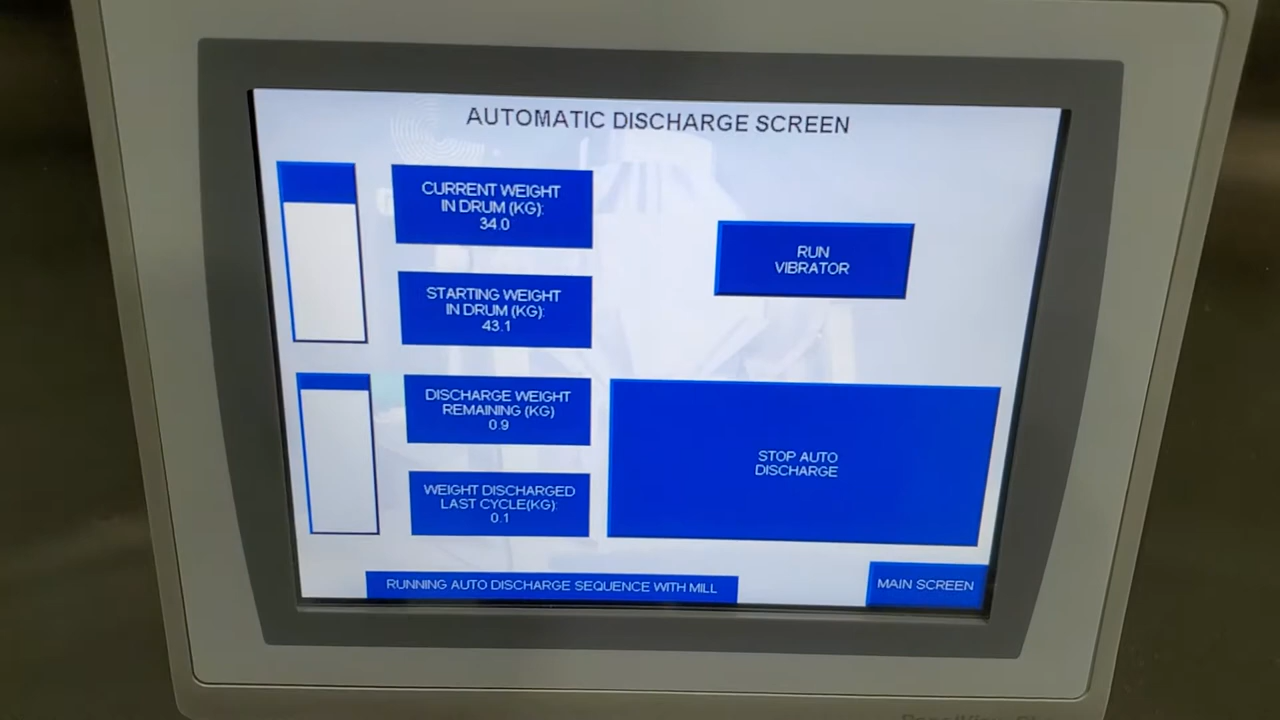 AUTOMATIC DISCHARGE SCREEN
CURRENT WEIGHT
IN DRUM (KG):
34.0
RUN
VIBRATOR
STARTING WEIGHT
IN DRUM (KG):
43.1
DISCHARGE WEIGHT
REMAINING (KG)
0.9
STOP AUTO
DISCHARGE
WEIGHT DISCHARGED
LAST CYCLE(KG):
0.1
RUNNING AUTO DISCHARGE SEQUENCE WITH MILL
MAIN SCREEN